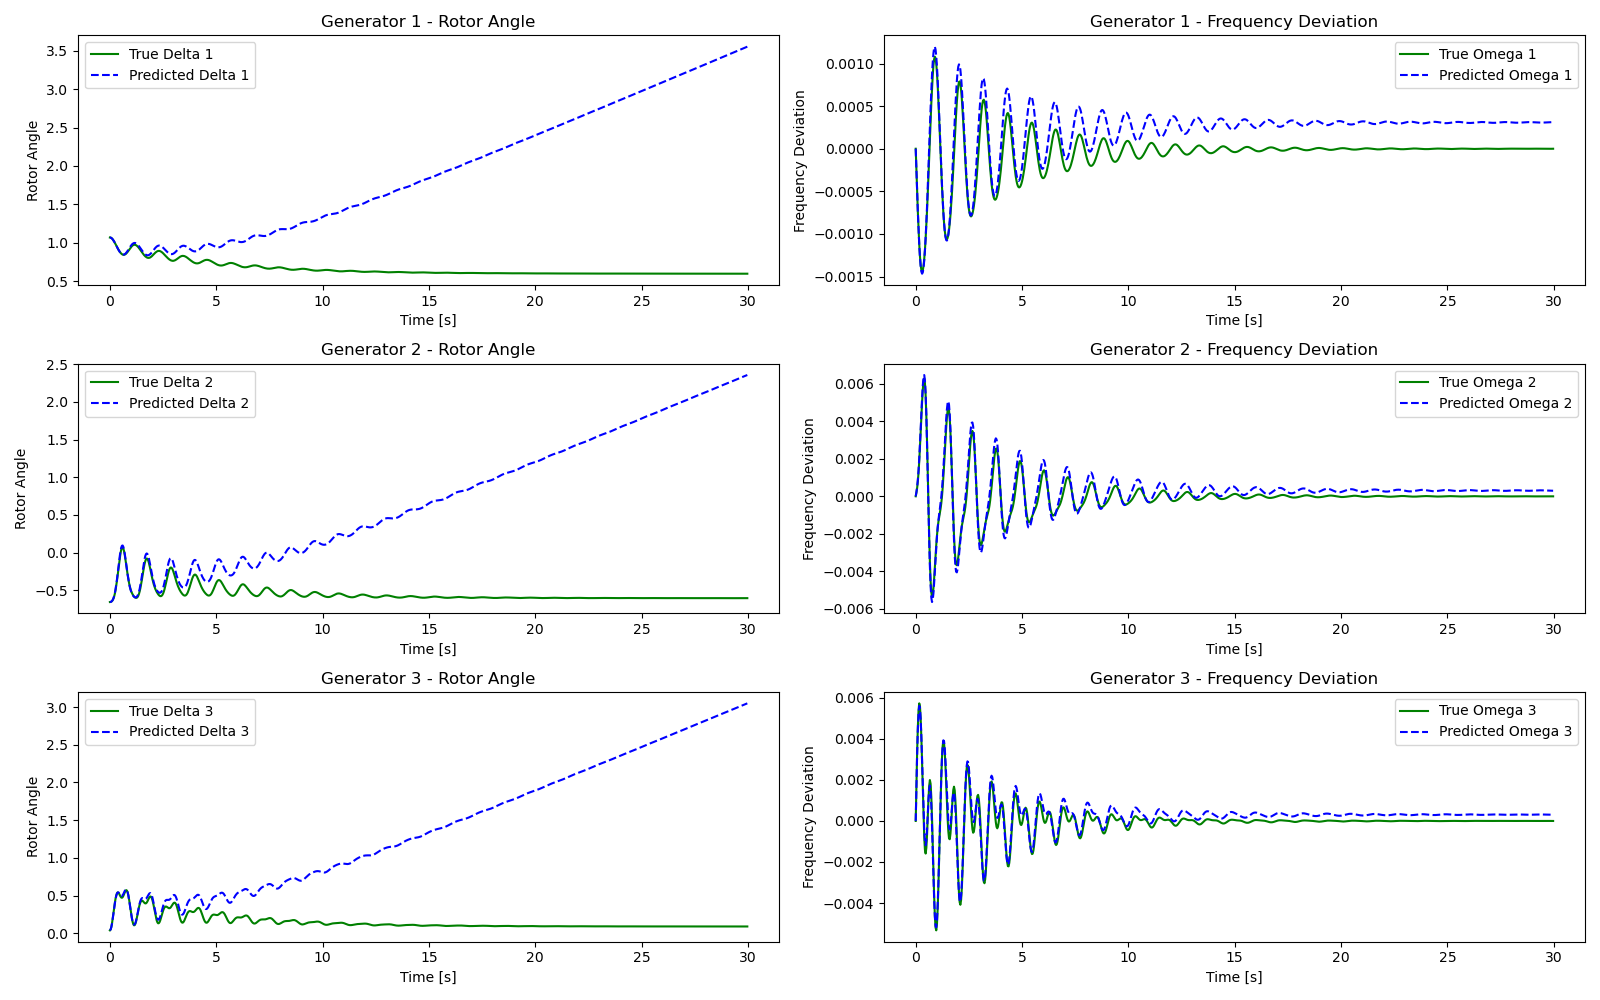 Generator 1 - Rotor Angle
True Delta 1
Predicted Delta 1
Rotor Angle
3.5
3.0
2.5
2.0
1.5
1.0
0.5
0 5 10 15 20 25 30
Time [s]
Generator 1 - Frequency Deviation
True Omega 1
Predicted Omega 1
Frequency Deviation
0.0010
0.0005
0.0000
−0.0005
−0.0010
−0.0015
0 5 10 15 20 25 30
Time [s]
Generator 2 - Rotor Angle
True Delta 2
Predicted Delta 2
Rotor Angle
2.5
2.0
1.5
1.0
0.5
0.0
−0.5
0 5 10 15 20 25 30
Time [s]
Generator 2 - Frequency Deviation
True Omega 2
Predicted Omega 2
Frequency Deviation
0.006
0.004
0.002
0.000
−0.002
−0.004
−0.006
0 5 10 15 20 25 30
Time [s]
Generator 3 - Rotor Angle
True Delta 3
Predicted Delta 3
Rotor Angle
3.0
2.5
2.0
1.5
1.0
0.5
0.0
0 5 10 15 20 25 30
Time [s]
Generator 3 - Frequency Deviation
True Omega 3
Predicted Omega 3
Frequency Deviation
0.006
0.004
0.002
0.000
−0.002
−0.004
0 5 10 15 20 25 30
Time [s]